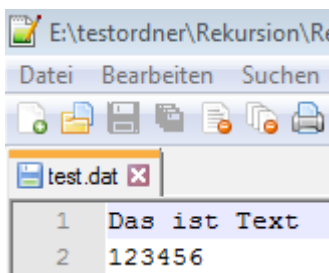 E:\testordner\Rekursion\Re
Datei Bearbeiten Suchen
test.dat
1 Das ist Text
2 123456